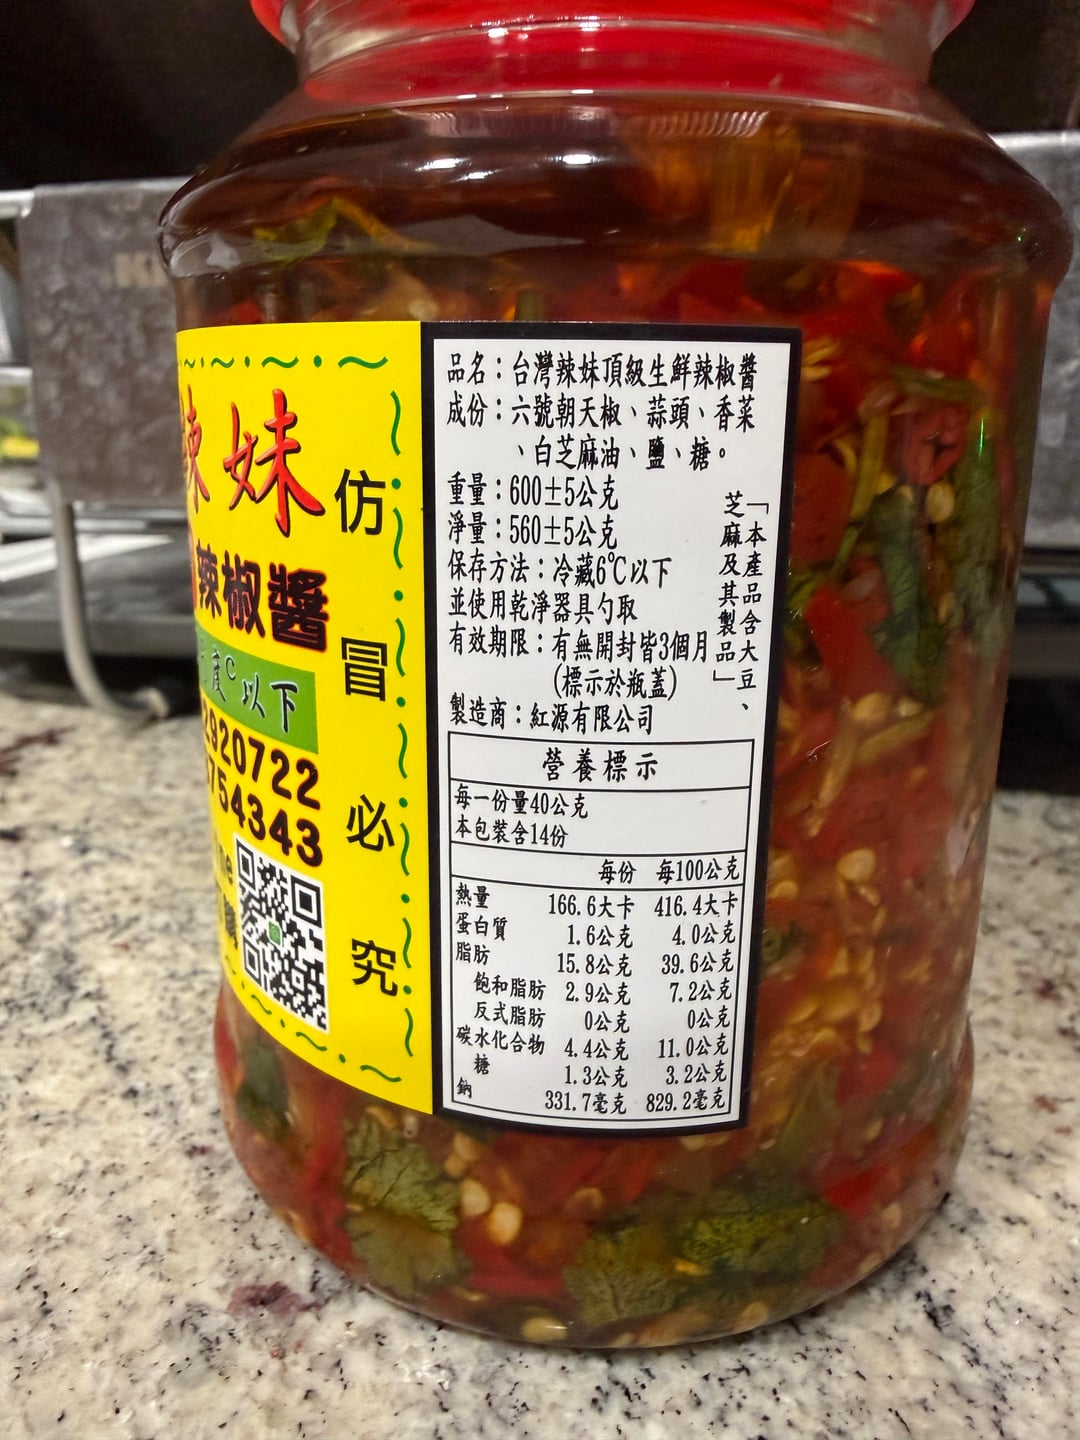 辣妹
辣椒醬
度℃以下
2920722
754343
仿冒必究
品名：台灣辣妹頂級生鮮辣椒醬
成份：六號朝天椒、蒜頭、香菜
、白芝麻油、鹽、糖。
重量：600±5公克
淨量：560±5公克
保存方法：冷藏6℃以下
並使用乾淨器具勺取
有效期限：有無開封皆3個月
(標示於瓶蓋)
製造商：紅源有限公司
「本產品含大豆、
芝麻及其製品」
營養標示
每一份量40公克
本包裝含14份
每份 每100公克
熱量 166.6大卡 416.4大卡
蛋白質 1.6公克 4.0公克
脂肪 15.8公克 39.6公克
飽和脂肪 2.9公克 7.2公克
反式脂肪 0公克 0公克
碳水化合物 4.4公克 11.0公克
糖 1.3公克 3.2公克
鈉 331.7毫克 829.2毫克